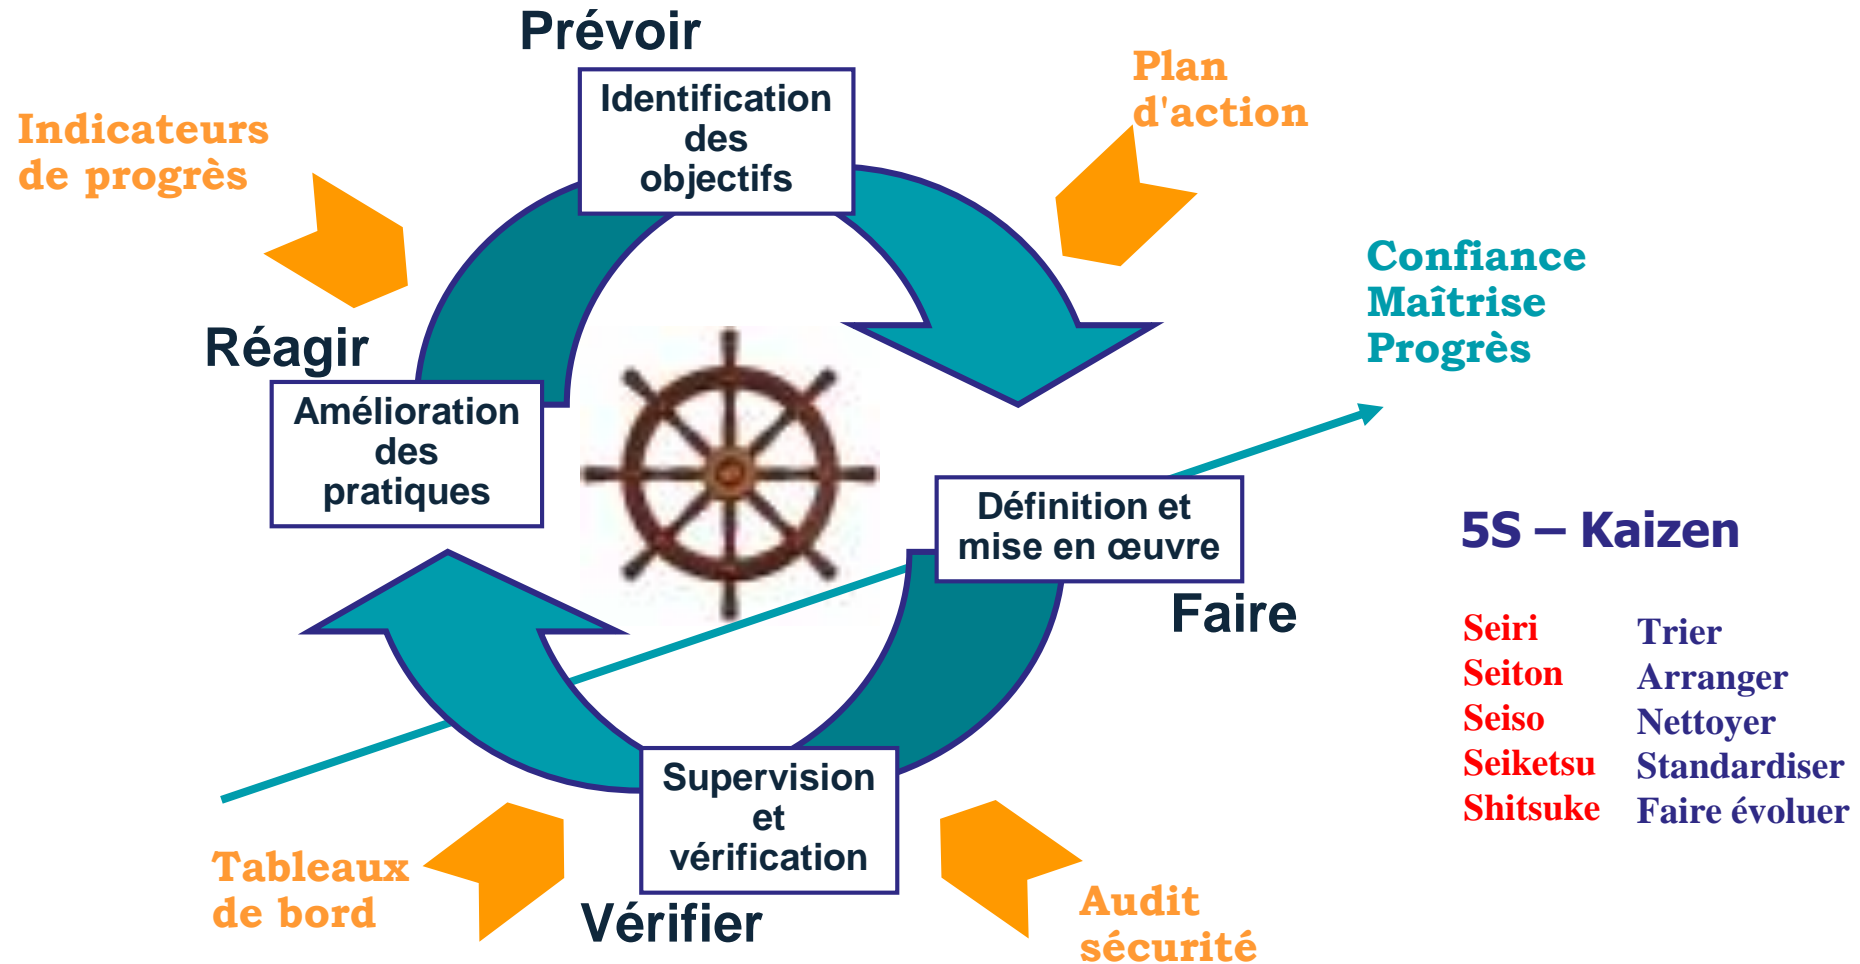 Prévoir
Identification
des
objectifs
Plan
d'action
Indicateurs
de progrès
Réagir
Amélioration
des
pratiques
Confiance
Maîtrise
Progrès
Définition et
mise en œuvre
Faire
Supervision
et
vérification
Vérifier
Tableaux
de bord
Audit
sécurité
5S – Kaizen
Seiri Trier
Seiton Arranger
Seiso Nettoyer
Seiketsu Standardiser
Shitsuke Faire évoluer